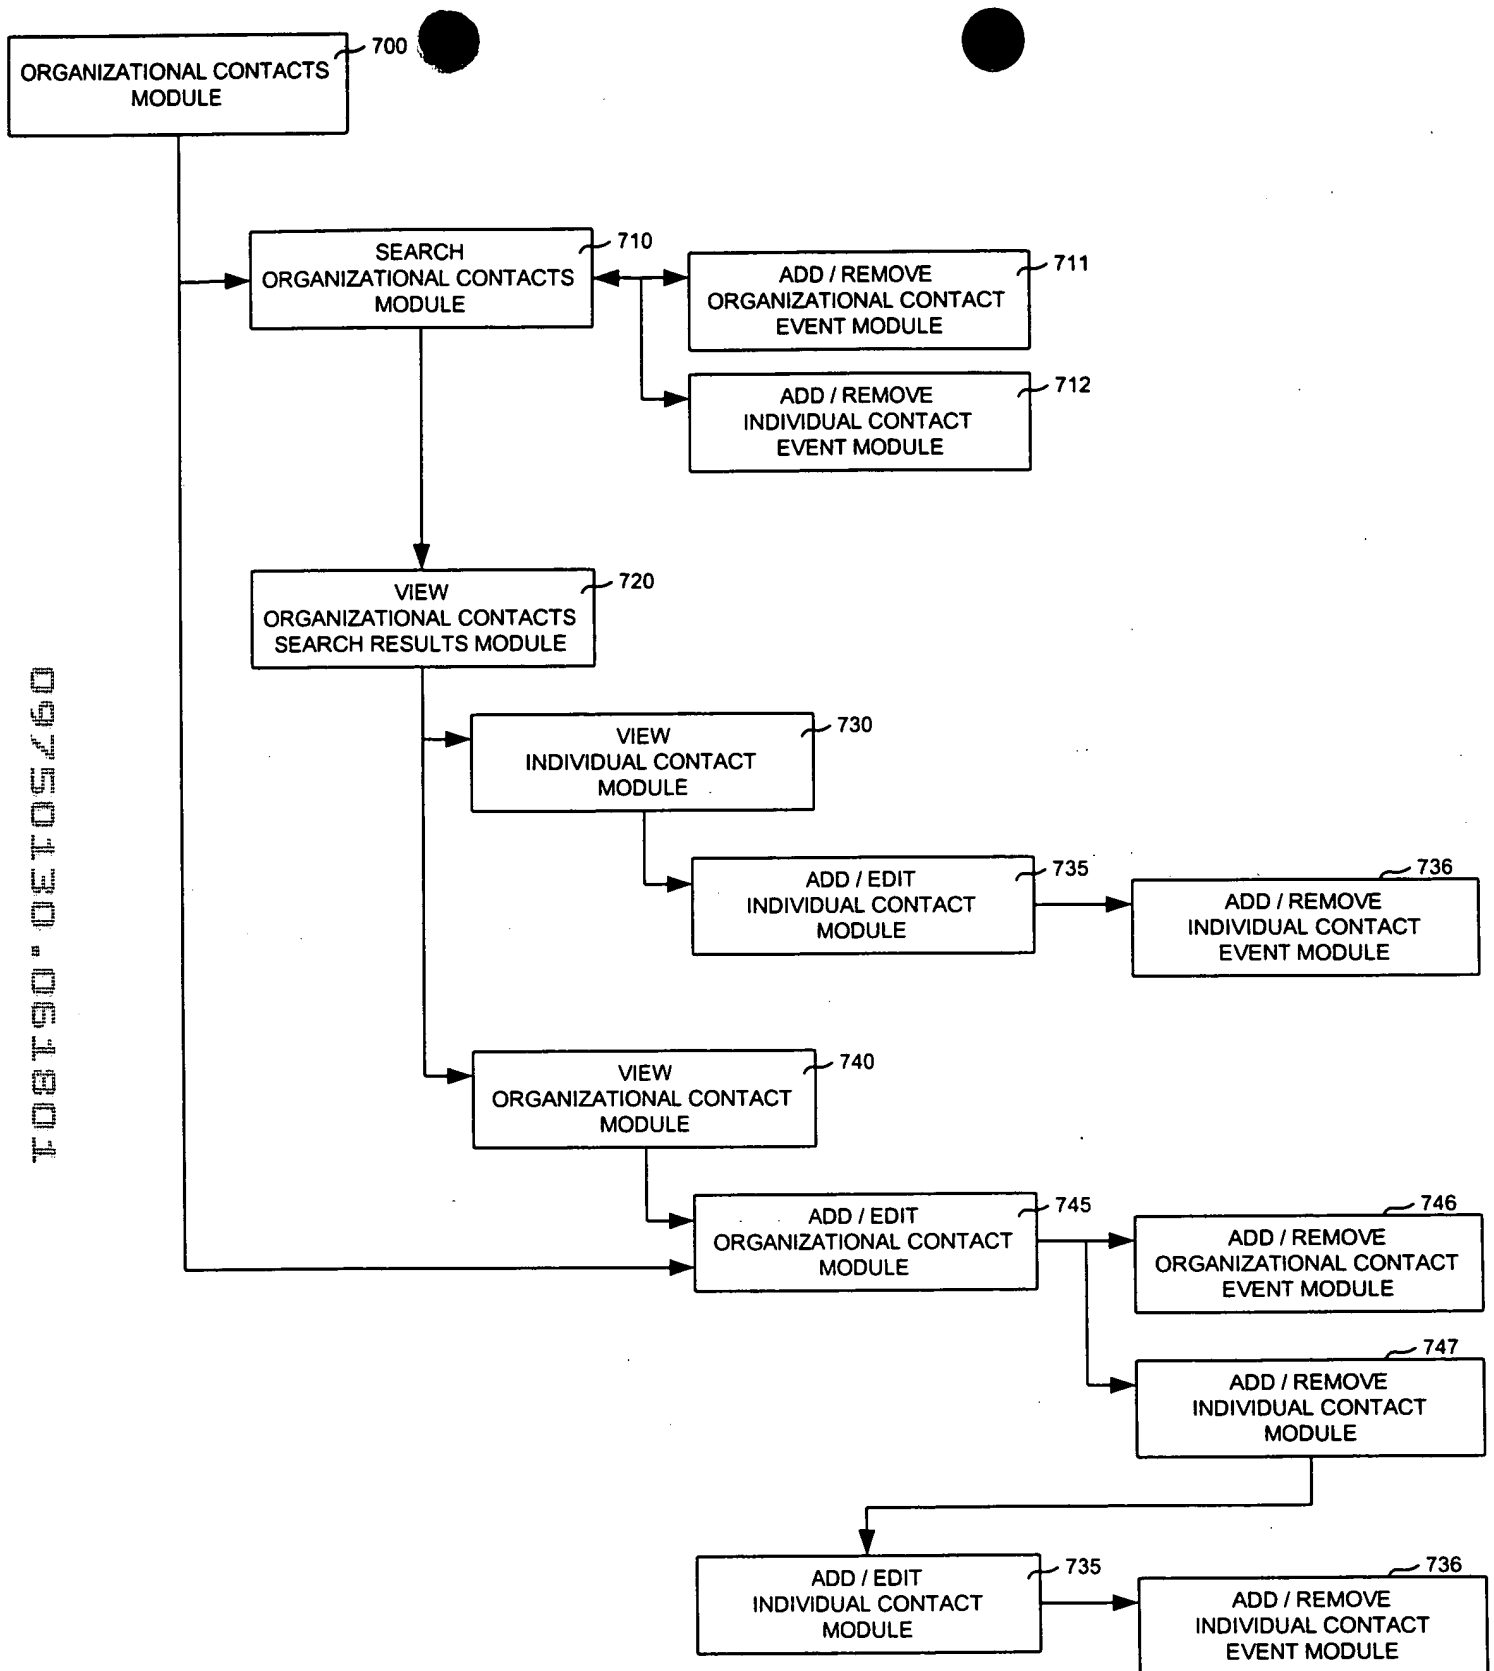 700
ORGANIZATIONAL CONTACTS
MODULE
710
SEARCH
ORGANIZATIONAL CONTACTS
MODULE
711
ADD / REMOVE
ORGANIZATIONAL CONTACT
EVENT MODULE
712
ADD / REMOVE
INDIVIDUAL CONTACT
EVENT MODULE
720
VIEW
ORGANIZATIONAL CONTACTS
SEARCH RESULTS MODULE
09750130.061801
730
VIEW
INDIVIDUAL CONTACT
MODULE
735
ADD / EDIT
INDIVIDUAL CONTACT
MODULE
736
ADD / REMOVE
INDIVIDUAL CONTACT
EVENT MODULE
740
VIEW
ORGANIZATIONAL CONTACT
MODULE
745
ADD / EDIT
ORGANIZATIONAL CONTACT
MODULE
746
ADD / REMOVE
ORGANIZATIONAL CONTACT
EVENT MODULE
747
ADD / REMOVE
INDIVIDUAL CONTACT
MODULE
735
ADD / EDIT
INDIVIDUAL CONTACT
MODULE
736
ADD / REMOVE
INDIVIDUAL CONTACT
EVENT MODULE